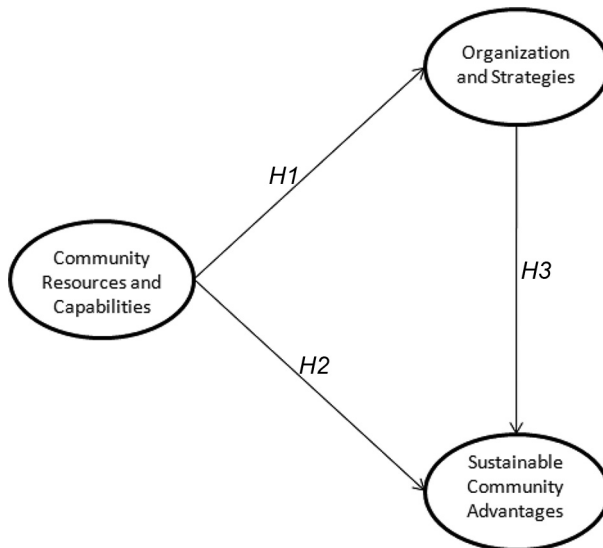 Organization
and Strategies
H1
Community
Resources and
Capabilities
H3
H2
Sustainable
Community
Advantages